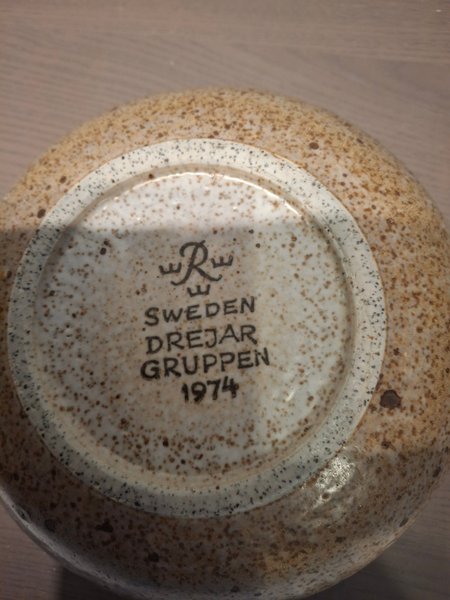 R
SWEDEN
DREJAR
GRUPPEN
1974